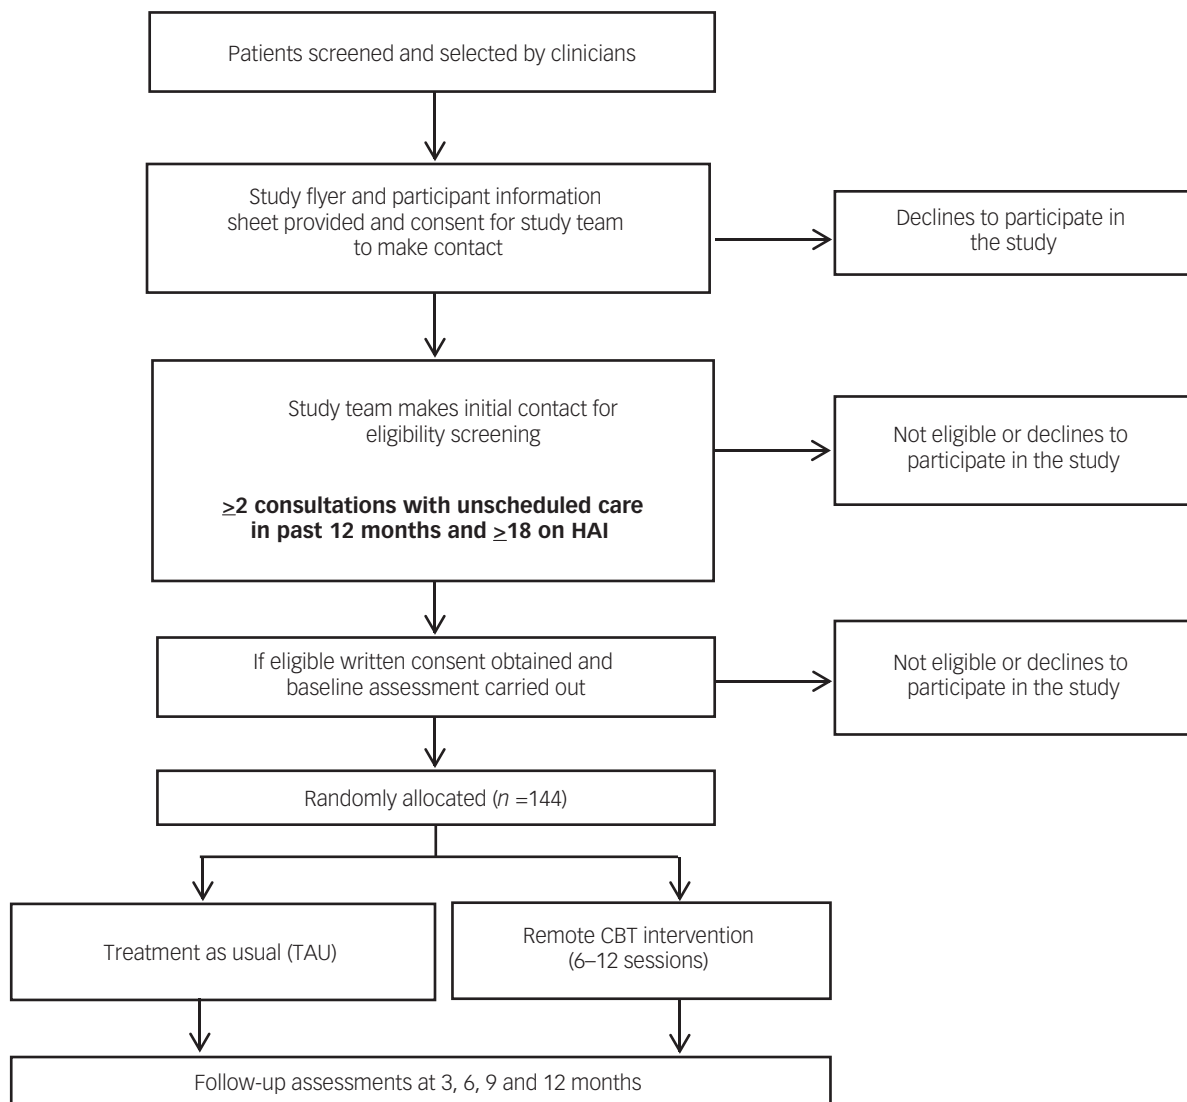 Patients screened and selected by clinicians
Study flyer and participant information
sheet provided and consent for study team
to make contact
Declines to participate in
the study
Study team makes initial contact for
eligibility screening
≥2 consultations with unscheduled care
in past 12 months and ≥18 on HAI
Not eligible or declines to
participate in the study
If eligible written consent obtained and
baseline assessment carried out
Not eligible or declines to
participate in the study
Randomly allocated (n =144)
Treatment as usual (TAU)
Remote CBT intervention
(6–12 sessions)
Follow-up assessments at 3, 6, 9 and 12 months